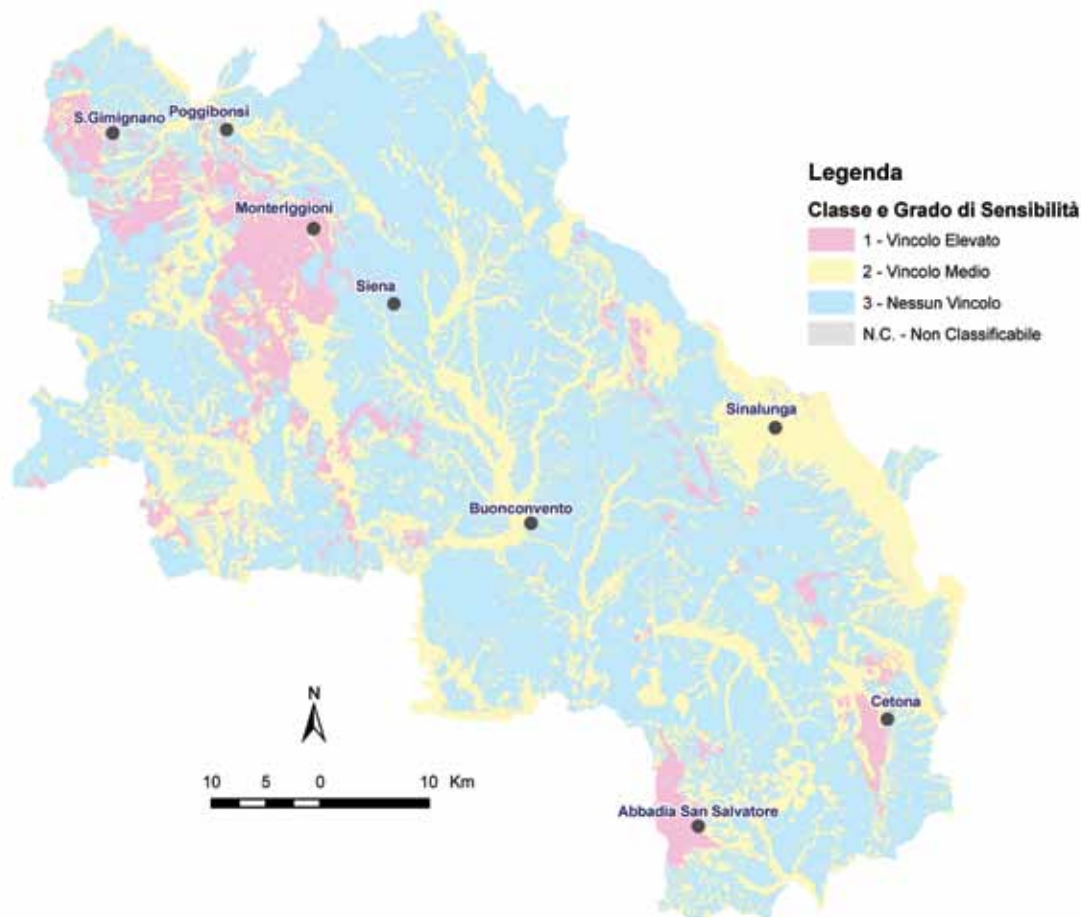 S.Gimignano
Poggibonsi
Monteriggioni
Siena
Sinalunga
Buonconvento
Cetona
Abbadia San Salvatore
Legenda
Classe e Grado di Sensibilità
1 - Vincolo Elevato
2 - Vincolo Medio
3 - Nessun Vincolo
N.C. - Non Classificabile
N
10 5 0 10 Km